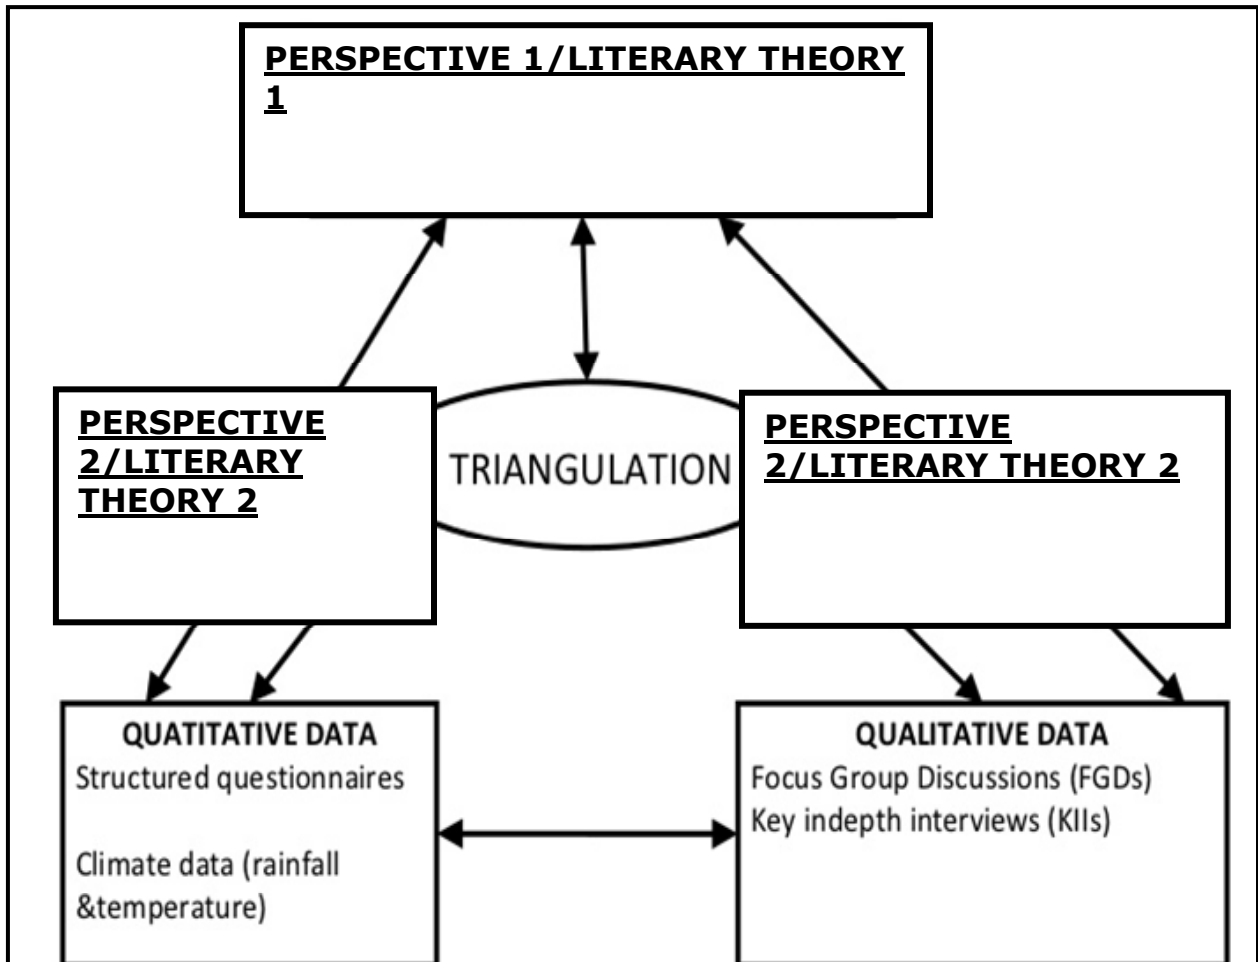 PERSPECTIVE 1/LITERARY THEORY
1
PERSPECTIVE
2/LITERARY
THEORY 2
TRIANGULATION
PERSPECTIVE
2/LITERARY THEORY 2
QUATITATIVE DATA
Structured questionnaires
Climate data (rainfall
&temperature)
QUALITATIVE DATA
Focus Group Discussions (FGDs)
Key indepth interviews (KIIs)